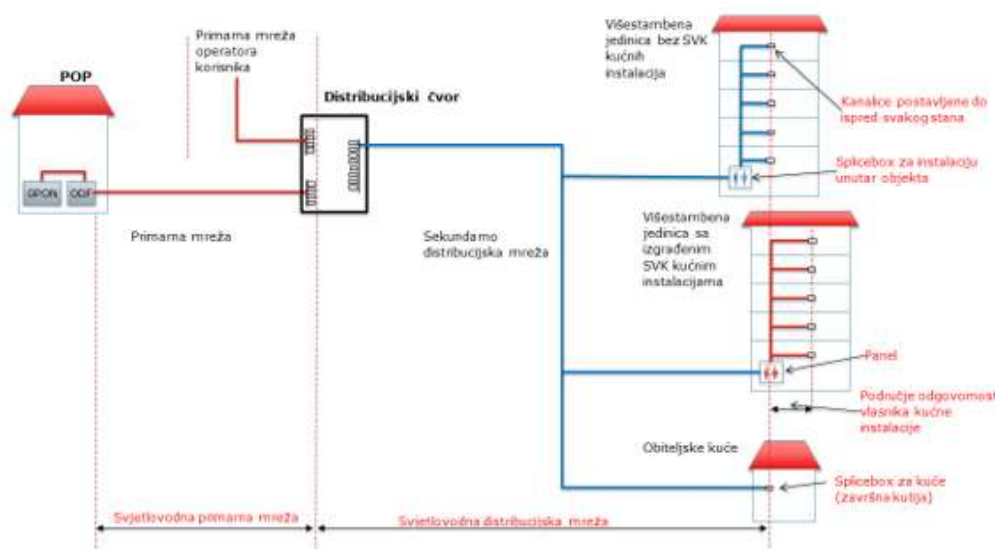 Primarna mreža
operatora
korisnika
POP
Distribucijski čvor
GPON
ODF
Primarna mreža
Sekundarno
distribucijska mreža
Višestambena
jedinica bez SVK
kućnih
instalacija
Kanalice postavljene do
ispred svakog stana
Splicebox za instalaciju
unutar objekta
Višestambena
jedinica sa
izgrađenim
SVK kućnim
instalacijama
Panel
Područje odgovornosti
vlasnika kućne
instalacije
Obiteljske kuće
Splicebox za kuće
(završna kutija)
Svjetlovodna primarna mreža
Svjetlovodna distribucijska mreža